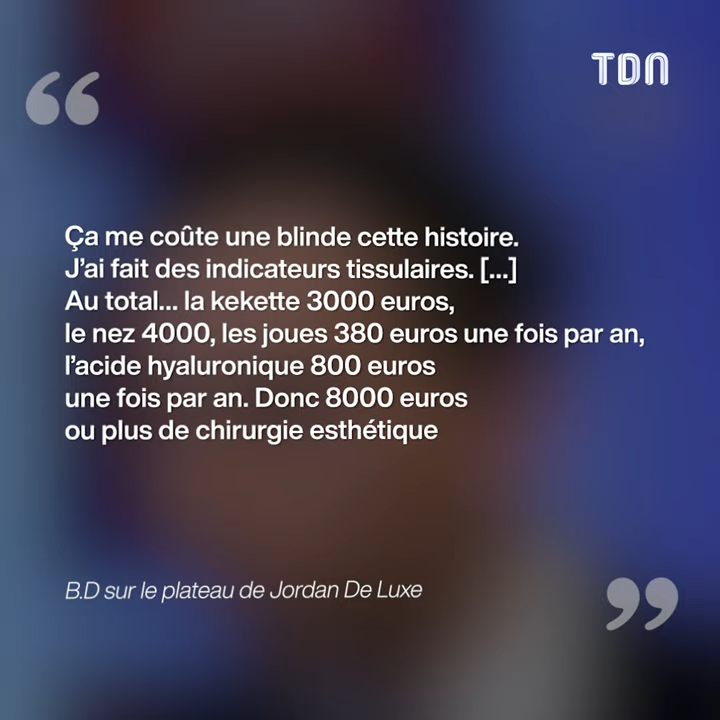 TDN
“
Ça me coûte une blinde cette histoire.
J’ai fait des indicateurs tissulaires. [...]
Au total... la kekette 3000 euros,
le nez 4000, les joues 380 euros une fois par an,
l’acide hyaluronique 800 euros
une fois par an. Donc 8000 euros
ou plus de chirurgie esthétique
B.D sur le plateau de Jordan De Luxe
”